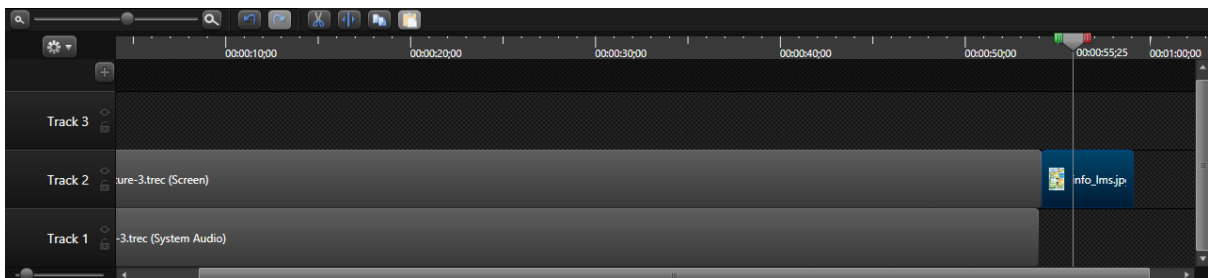 00:00:10;00 00:00:20;00 00:00:30;00 00:00:40;00 00:00:50;00 00:00:55;25 00:01:00;00
Track 3
Track 2 ure-3.trec (Screen) info_lms.jp
Track 1 -3.trec (System Audio)